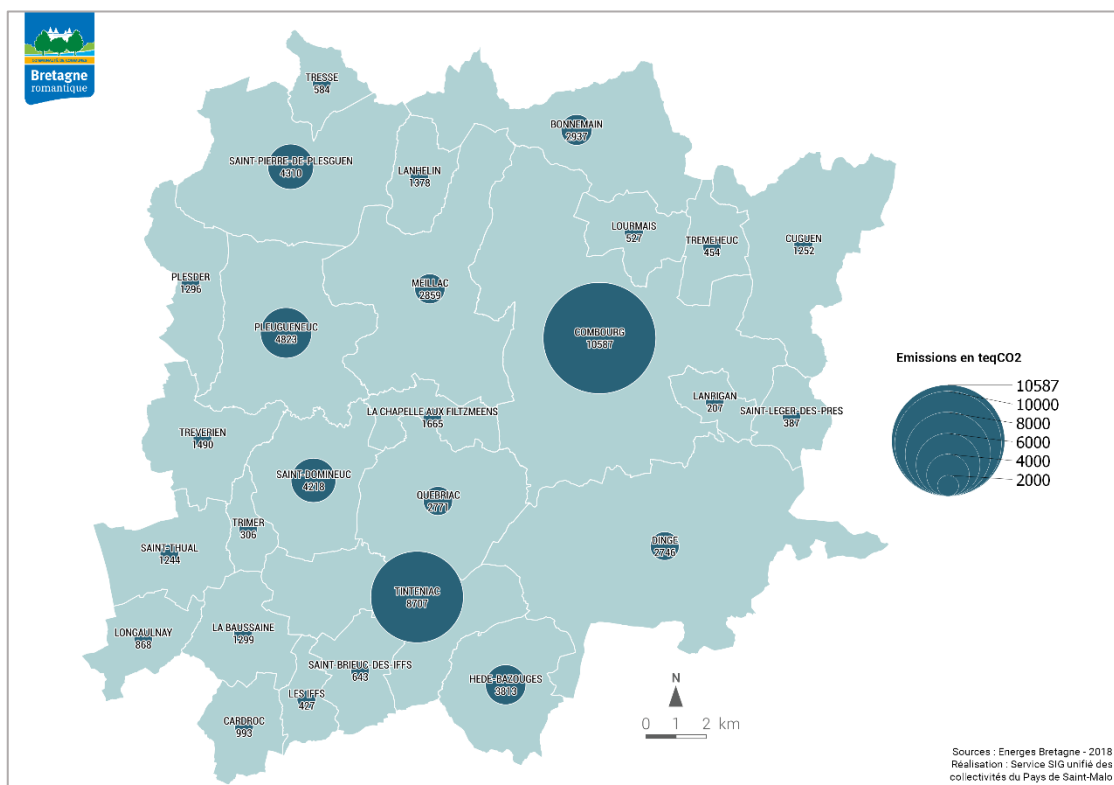 COMMUNAUTÉ DE COMMUNES
Bretagne
romantique
TRESSE
584
BONNEMAIN
2937
SAINT-PIERRE-DE-PLESGUEN
4310
LANHELIN
1378
LOURMAIS
527
TREMEHEUC
454
CUGUEN
1252
PLESDER
1296
MEILLAC
2859
PLEUGUENEUC
4823
COMBOURG
10587
LANRIGAN
207
SAINT-LEGER-DES-PRES
387
LA CHAPELLE AUX FILTZMEENS
1665
TREVERIEN
1490
SAINT-DOMINEUC
4218
QUEBRIAC
2771
TRIMER
306
SAINT-THUAL
1244
DINGE
2746
TINTENIAC
8707
LONGAULNAY
868
LA BAUSSAINE
1299
SAINT-BRIEUC-DES-IFFS
643
HEDE-BAZOUGES
3813
LES IFFS
427
CARDROC
993
Emissions en teqCO2
10587
10000
8000
6000
4000
2000
N
0 1 2 km
Sources : Energes Bretagne - 2018
Réalisation : Service SIG unifié des
collectivités du Pays de Saint-Malo